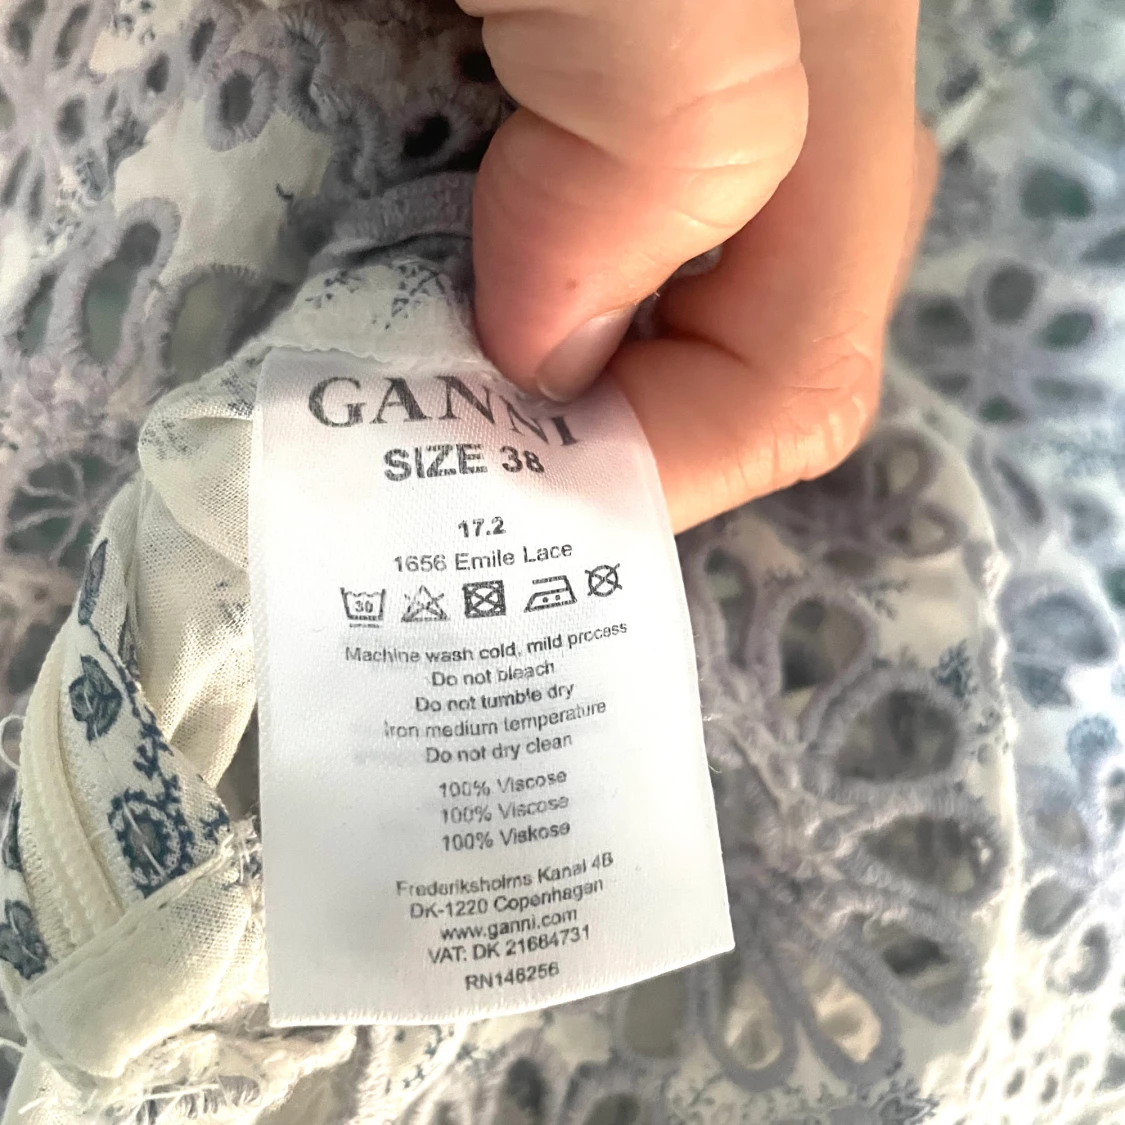 GANNI
SIZE 38
17.2
1656 Emile Lace
30
Machine wash cold, mild process
Do not bleach
Do not tumble dry
Iron medium temperature
Do not dry clean
100% Viscose
100% Viscose
100% Viskose
Frederiksholms Kanal 4B
DK-1220 Copenhagen
www.ganni.com
VAT: DK 21664731
RN146256